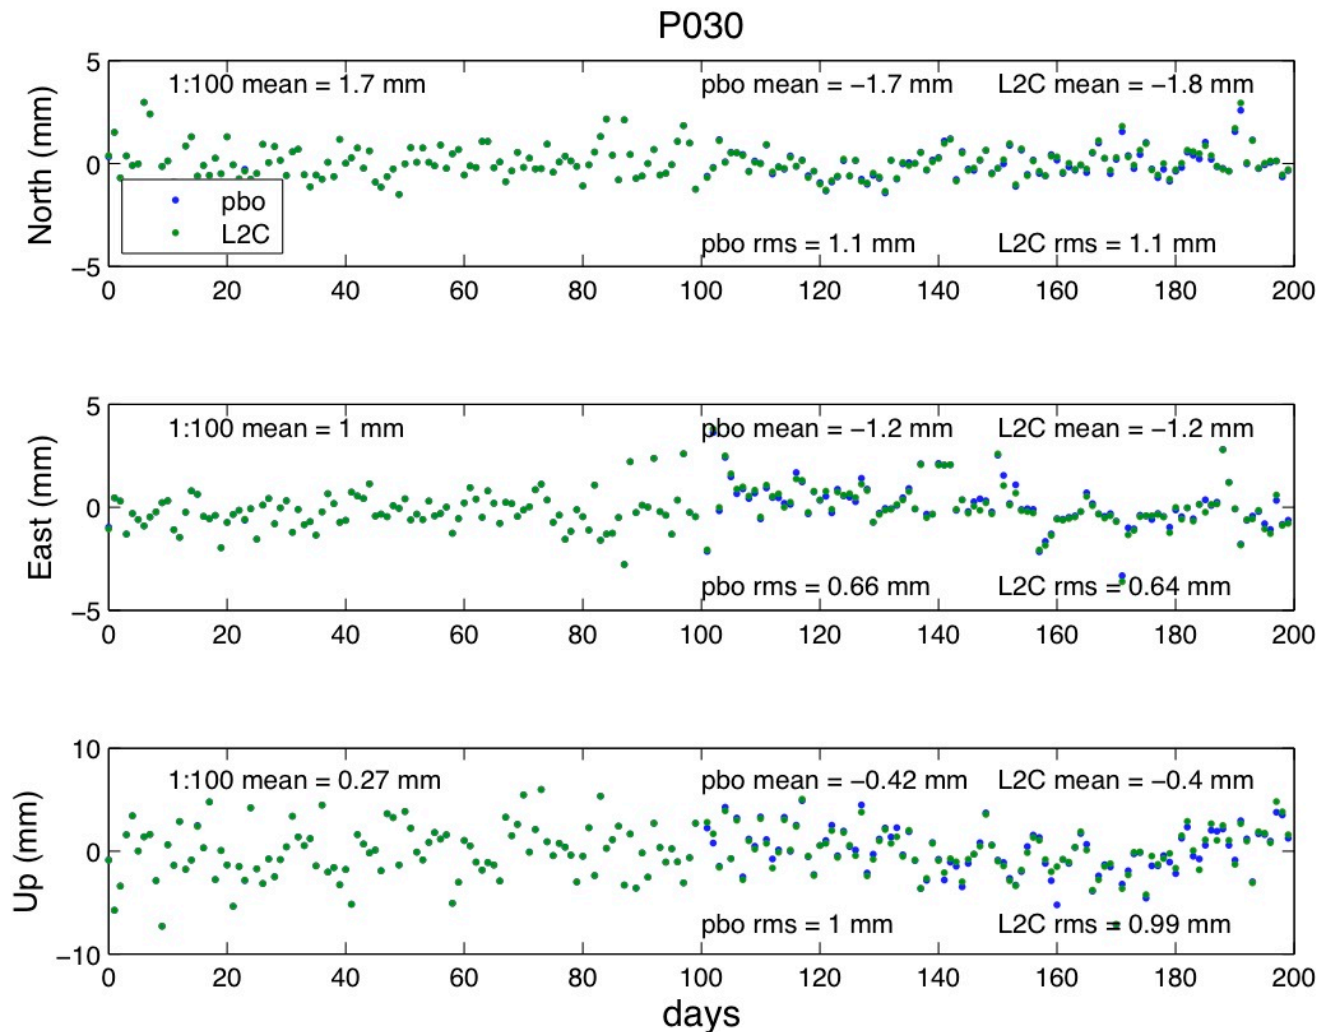 P030
5
1:100 mean = 1.7 mm
pbo mean = −1.7 mm
L2C mean = −1.8 mm
North (mm)
0
pbo
L2C
pbo rms = 1.1 mm
L2C rms = 1.1 mm
−5
0 20 40 60 80 100 120 140 160 180 200
5
1:100 mean = 1 mm
pbo mean = −1.2 mm
L2C mean = −1.2 mm
East (mm)
0
pbo rms = 0.66 mm
L2C rms = 0.64 mm
−5
0 20 40 60 80 100 120 140 160 180 200
10
1:100 mean = 0.27 mm
pbo mean = −0.42 mm
L2C mean = −0.4 mm
Up (mm)
0
pbo rms = 1 mm
L2C rms = 0.99 mm
−10
0 20 40 60 80 100 120 140 160 180 200
days